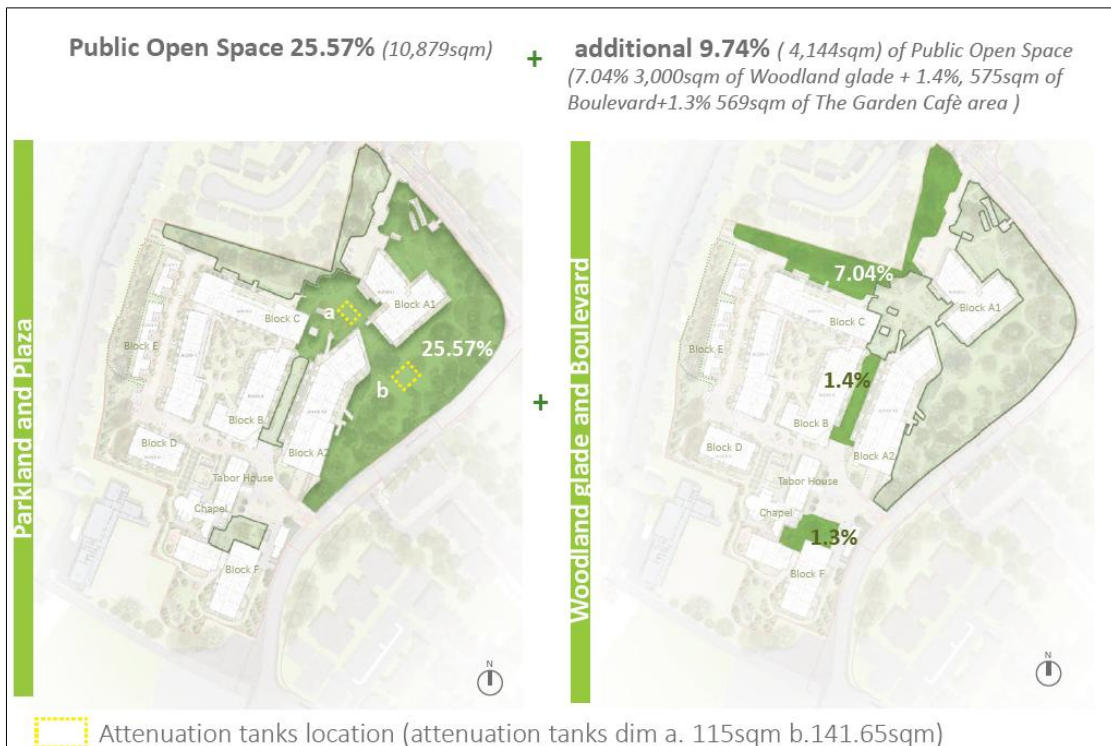 Public Open Space 25.57% (10,879sqm)
+
additional 9.74% ( 4,144sqm) of Public Open Space
(7.04% 3,000sqm of Woodland glade + 1.4%, 575sqm of
Boulevard+1.3% 569sqm of The Garden Cafè area )
Parkland and Plaza
Block A1
a
Block C
Block E
25.57%
b
Block B
Block D
Block A2
Tabor House
Chapel
Block F
N
+
Woodland glade and Boulevard
7.04%
Block A1
Block C
Block E
1.4%
Block B
Block D
Block A2
Tabor House
Chapel
1.3%
Block F
N
Attenuation tanks location (attenuation tanks dim a. 115sqm b.141.65sqm)